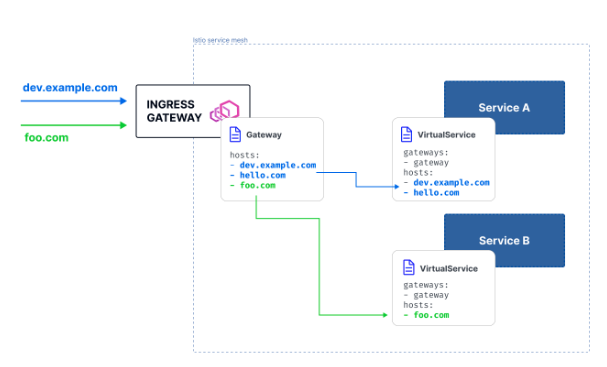 Istio service mesh
dev.example.com
foo.com
INGRESS
GATEWAY
Gateway
hosts:
- dev.example.com
- hello.com
- foo.com
Service A
VirtualService
gateways:
- gateway
hosts:
- dev.example.com
- hello.com
Service B
VirtualService
gateways:
- gateway
hosts:
- foo.com